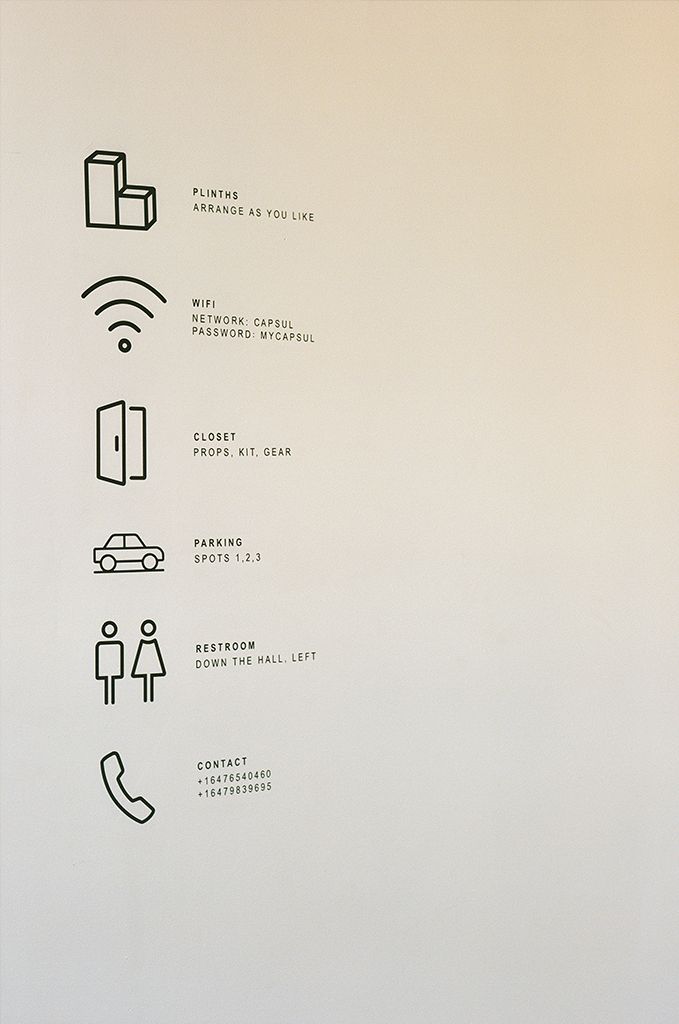 PLINTHS
ARRANGE AS YOU LIKE
WIFI
NETWORK: CAPSUL
PASSWORD: MYCAPSUL
CLOSET
PROPS, KIT, GEAR
PARKING
SPOTS 1,2,3
RESTROOM
DOWN THE HALL, LEFT
CONTACT
+16476540460
+16479839695